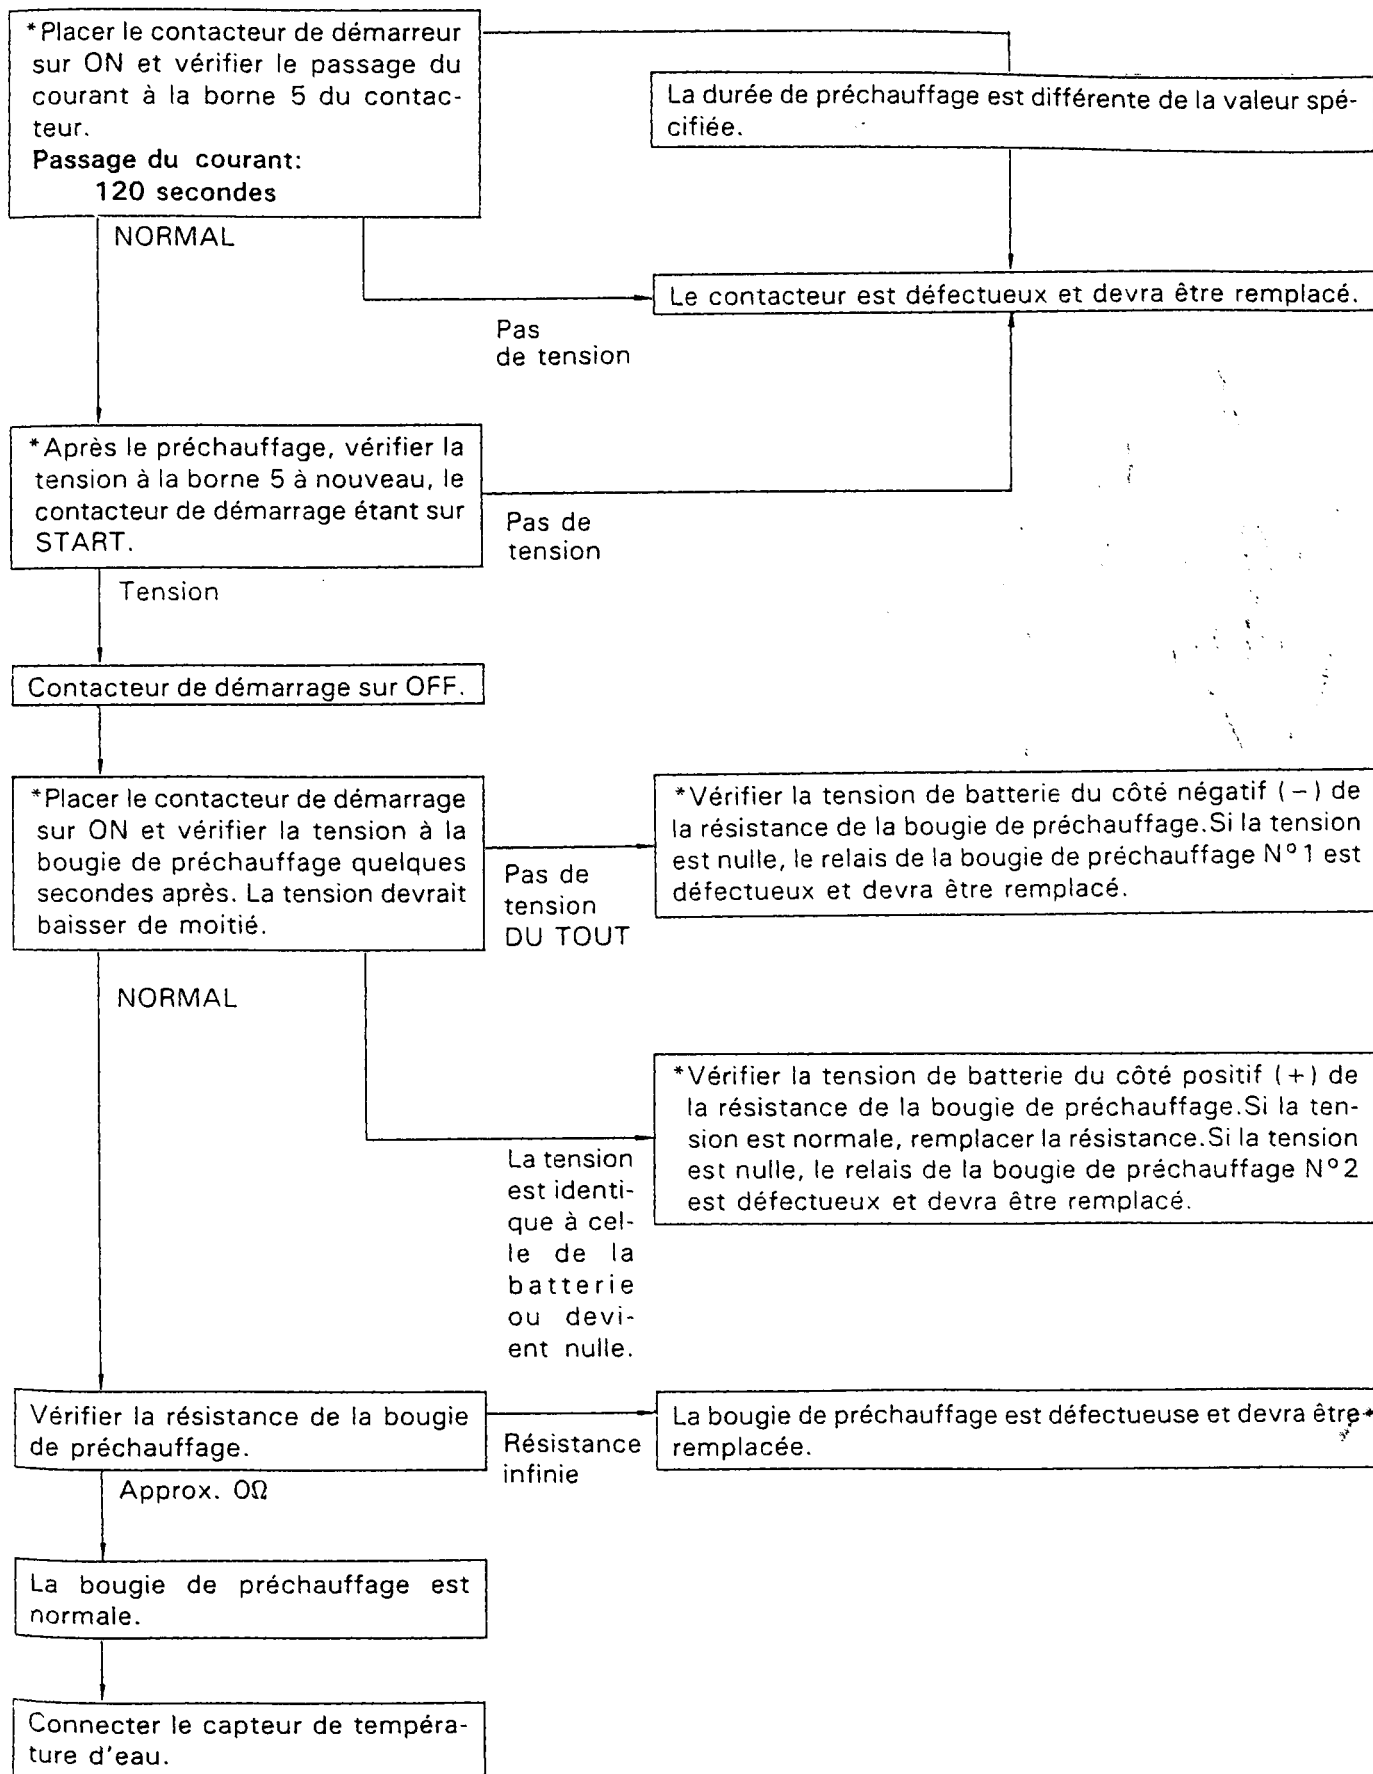 *Placer le contacteur de démarreur
sur ON et vérifier le passage du
courant à la borne 5 du contac-
teur.
Passage du courant:
120 secondes
La durée de préchauffage est différente de la valeur spé-
cifiée.
NORMAL
Le contacteur est défectueux et devra être remplacé.
Pas
de tension
*Après le préchauffage, vérifier la
tension à la borne 5 à nouveau, le
contacteur de démarrage étant sur
START.
Pas de
tension
Tension
Contacteur de démarrage sur OFF.
*Placer le contacteur de démarrage
sur ON et vérifier la tension à la
bougie de préchauffage quelques
secondes après. La tension devrait
baisser de moitié.
Pas de
tension
DU TOUT
*Vérifier la tension de batterie du côté négatif (−) de
la résistance de la bougie de préchauffage.Si la tension
est nulle, le relais de la bougie de préchauffage N°1 est
défectueux et devra être remplacé.
NORMAL
*Vérifier la tension de batterie du côté positif (+) de
la résistance de la bougie de préchauffage.Si la ten-
sion est normale, remplacer la résistance.Si la tension
est nulle, le relais de la bougie de préchauffage N°2
est défectueux et devra être remplacé.
La tension
est identi-
que à cel-
le de la
batterie
ou devi-
ent nulle.
Vérifier la résistance de la bougie
de préchauffage.
Résistance
infinie
La bougie de préchauffage est défectueuse et devra être
remplacée.
Approx. 0Ω
La bougie de préchauffage est
normale.
Connecter le capteur de tempéra-
ture d'eau.